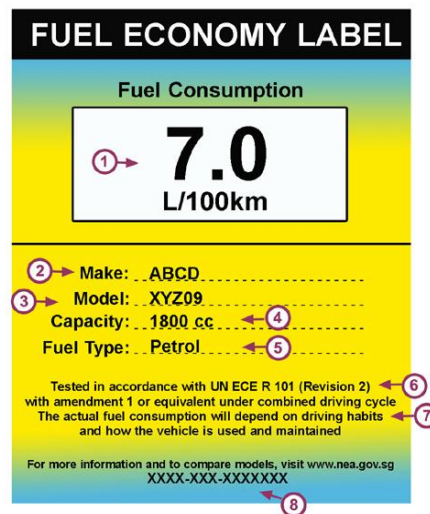 FUEL ECONOMY LABEL
Fuel Consumption
1
7.0
L/100km
2 Make: ABCD
3 Model: XYZ09
Capacity: 1800 cc 4
Fuel Type: Petrol 5
Tested in accordance with UN ECE R 101 (Revision 2) 6
with amendment 1 or equivalent under combined driving cycle
The actual fuel consumption will depend on driving habits 7
and how the vehicle is used and maintained
For more information and to compare models, visit www.nea.gov.sg
XXXX-XXX-XXXXXXX
8